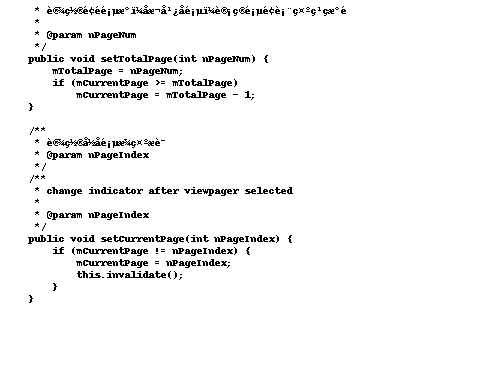 * è®¾ç½®é¢éé¡µæ°ï¼åæ¬å¹¿åé¡µï¼è®¡ç®é¡µé¢è¡¨ç¤ºç¹çæ°é
*
* @param nPageNum
*/
public void setTotalPage(int nPageNum) {
mTotalPage = nPageNum;
if (mCurrentPage >= mTotalPage)
mCurrentPage = mTotalPage - 1;
}
/**
* è®¾ç½®å½åé¡µæ¾ç¤ºæè¯
* @param nPageIndex
*/
/**
* change indicator after viewpager selected
*
* @param nPageIndex
*/
public void setCurrentPage(int nPageIndex) {
if (mCurrentPage != nPageIndex) {
mCurrentPage = nPageIndex;
this.invalidate();
}
}